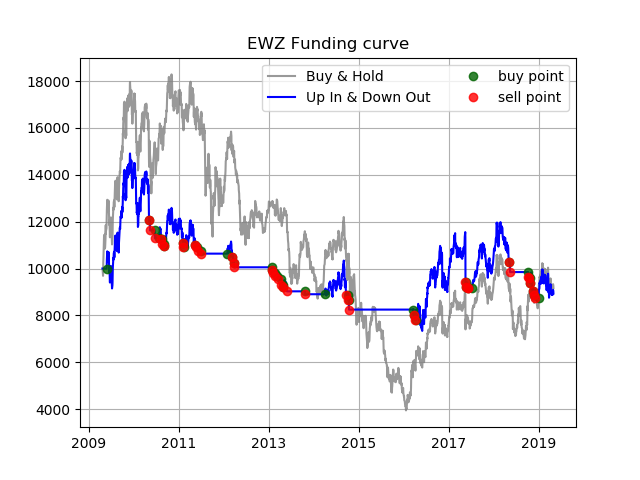 EWZ Funding curve
Buy & Hold
Up In & Down Out
buy point
sell point
18000
16000
14000
12000
10000
8000
6000
4000
2009 2011 2013 2015 2017 2019